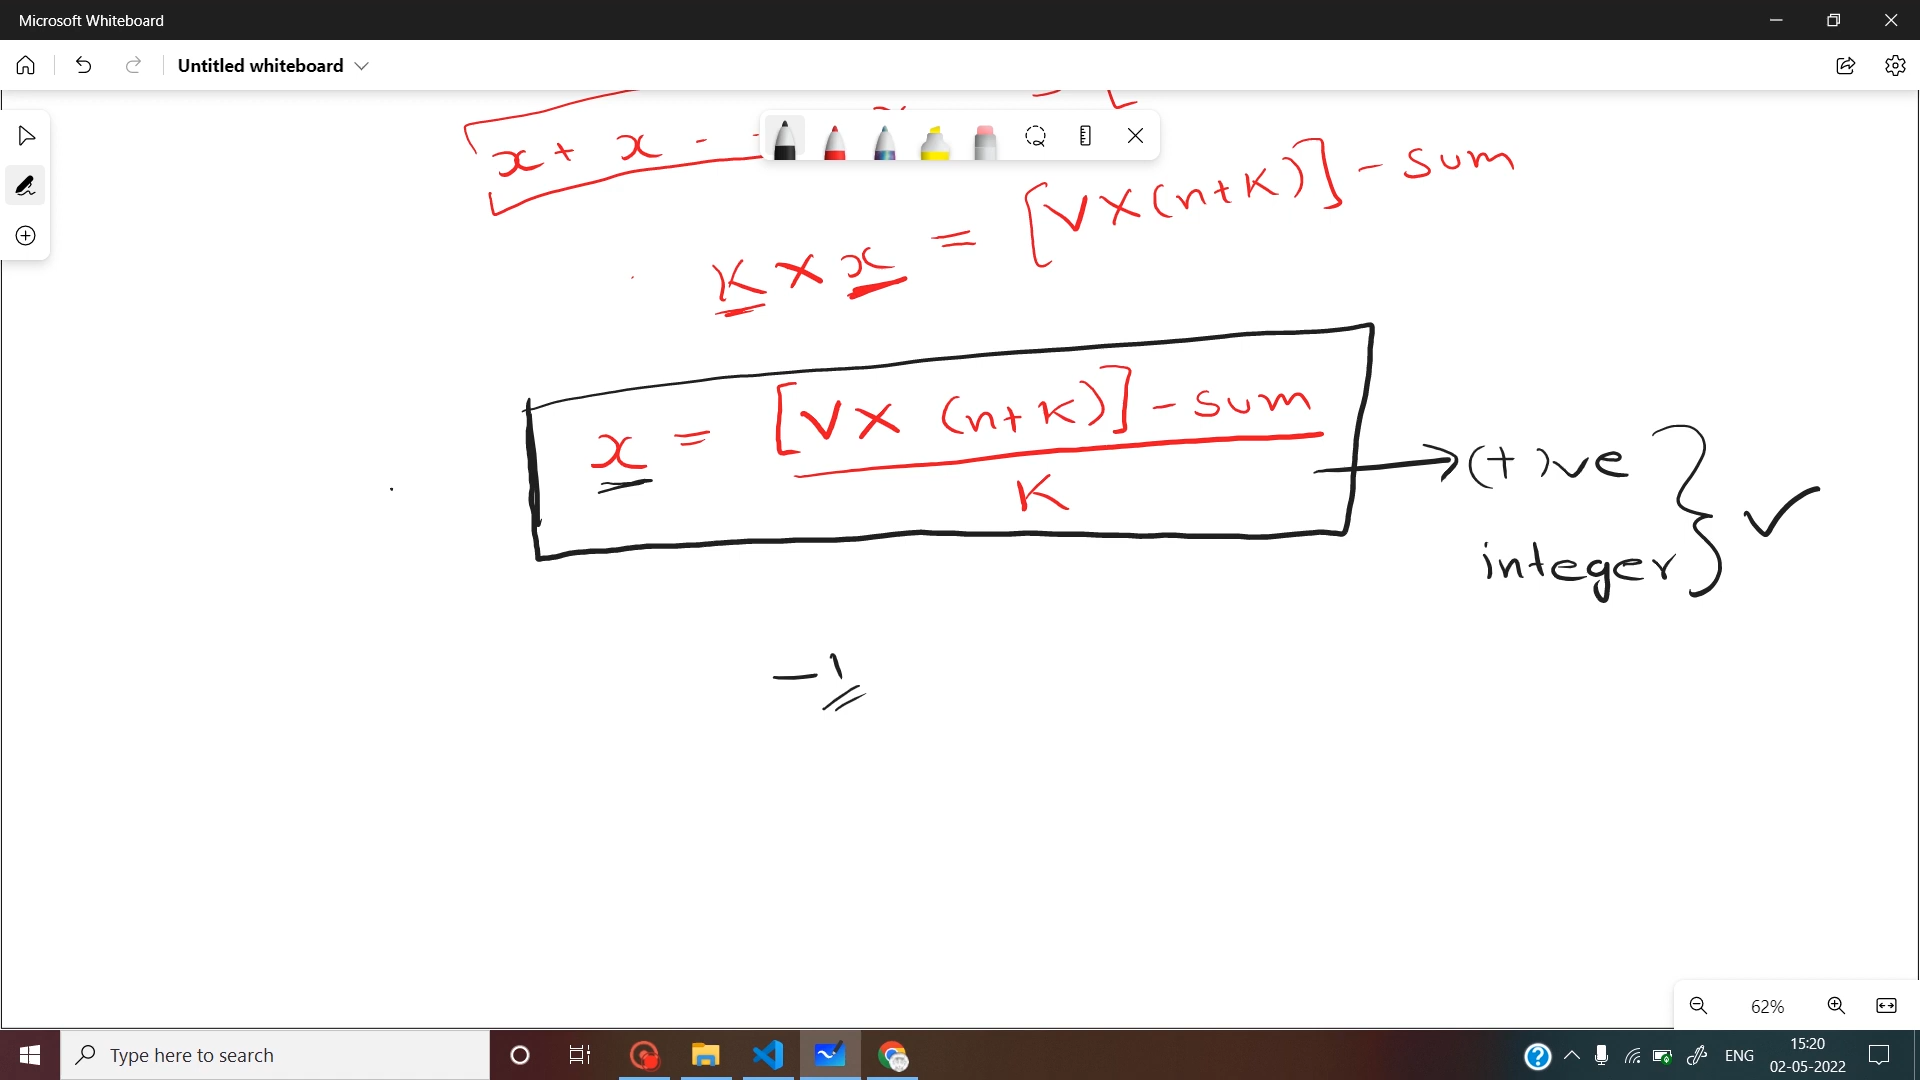 Microsoft Whiteboard
Untitled whiteboard
x + x -
K × x = [V×(n+K)] - sum
x = [V× (n+K)] - sum
K
(+)ve
integer
-1
62%
Type here to search
ENG
15:20
02-05-2022